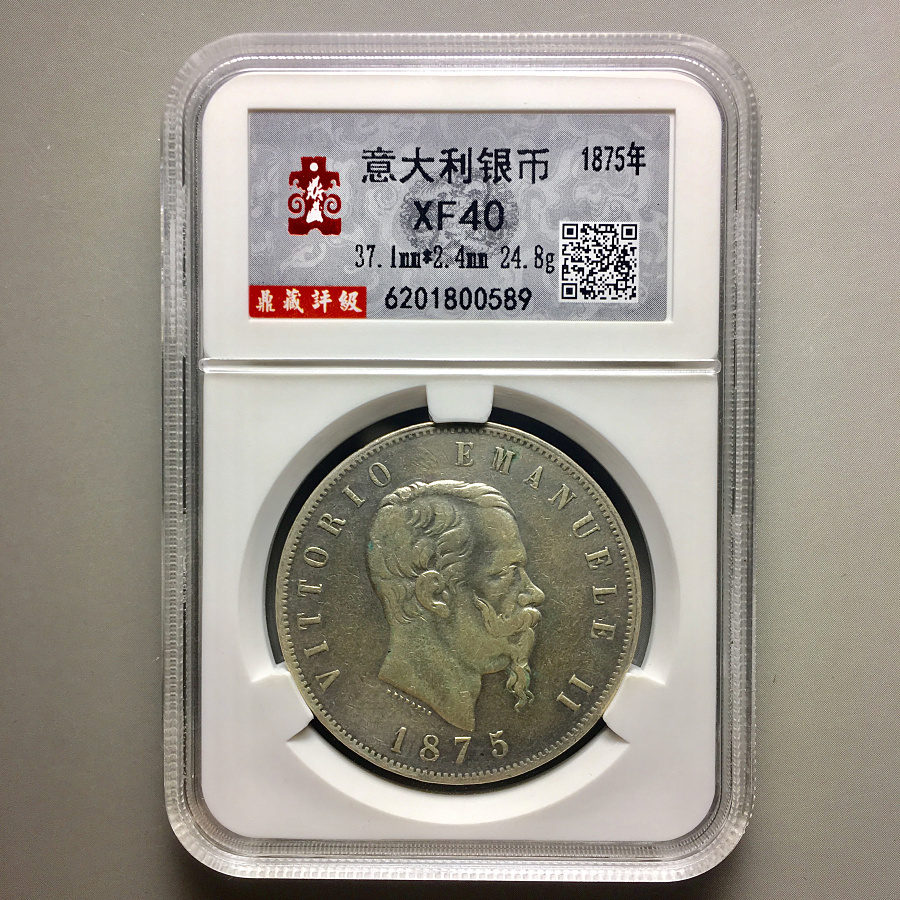 意大利银币 1875年
XF40
37.1mm*2.4mm 24.8g
鼎藏評級 6201800589
VITTORIO EMANUELE II
1875